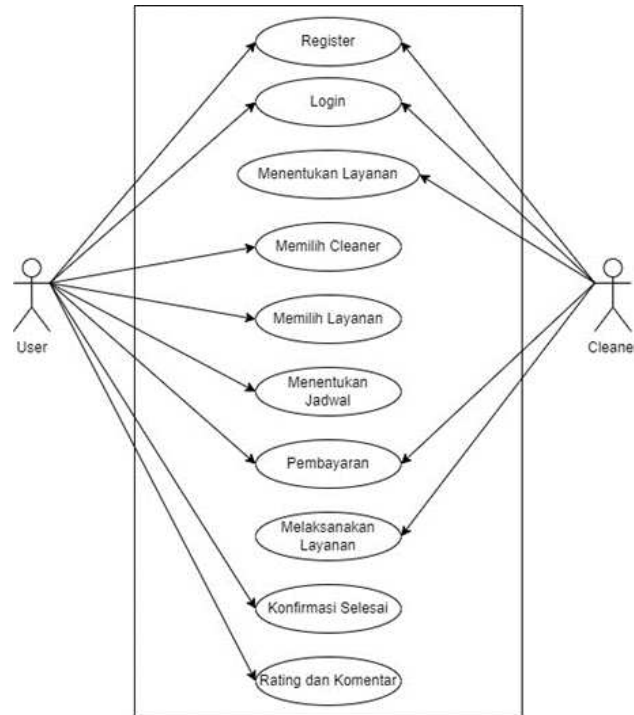 Register
Login
Menentukan Layanan
Memilih Cleaner
Memilih Layanan
User
Cleane
Menentukan
Jadwal
Pembayaran
Melaksanakan
Layanan
Konfirmasi Selesai
Rating dan Komentar